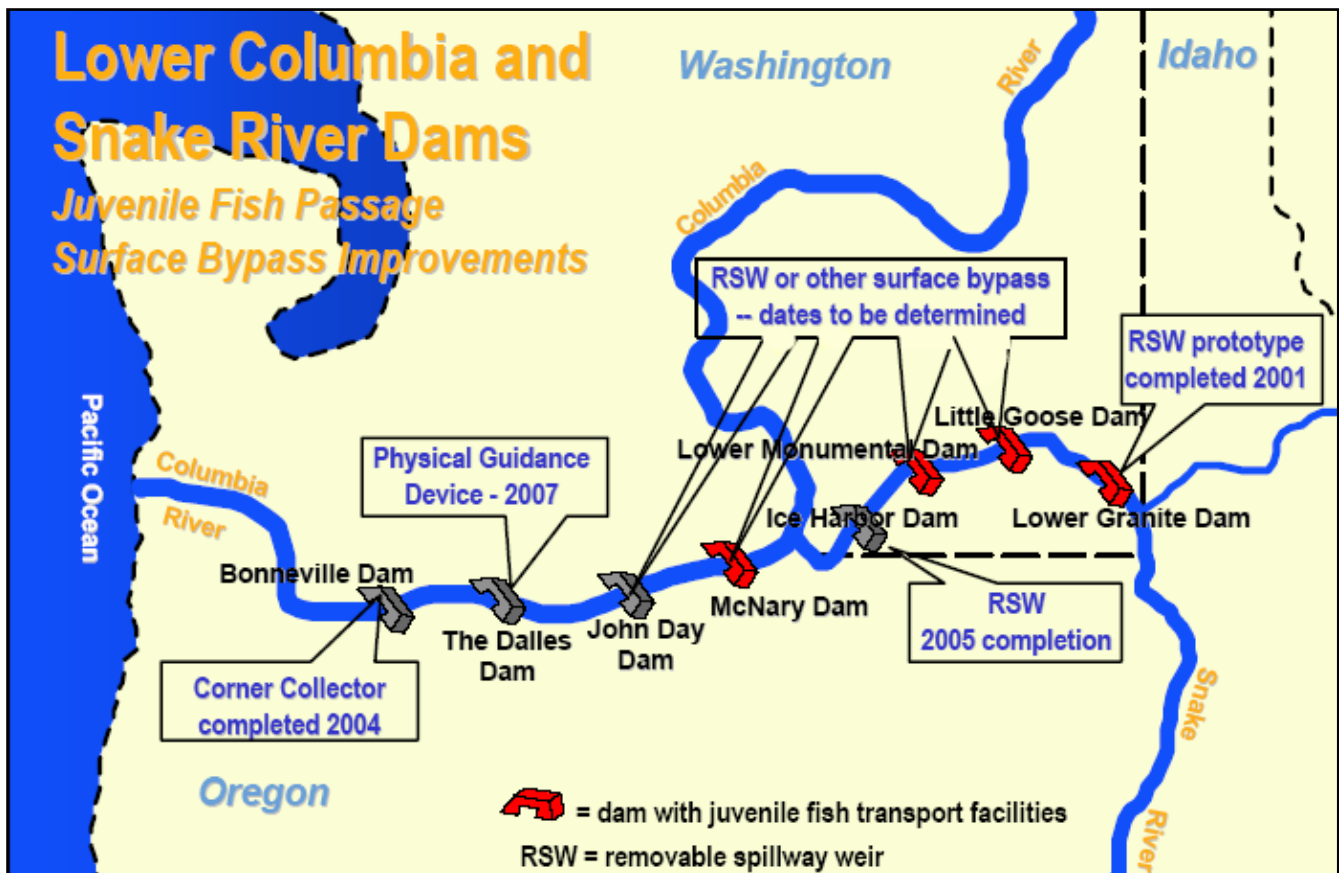 Lower Columbia and
Snake River Dams
Juvenile Fish Passage
Surface Bypass Improvements
Washington
Idaho
River
Columbia
RSW or other surface bypass
-- dates to be determined
RSW prototype
completed 2001
Pacific Ocean
Little Goose Dam
Lower Monumental Dam
Physical Guidance
Device - 2007
Columbia
River
Ice Harbor Dam
Lower Granite Dam
Bonneville Dam
McNary Dam
RSW
2005 completion
The Dalles
Dam
John Day
Dam
Corner Collector
completed 2004
Snake
River
Oregon
= dam with juvenile fish transport facilities
RSW = removable spillway weir